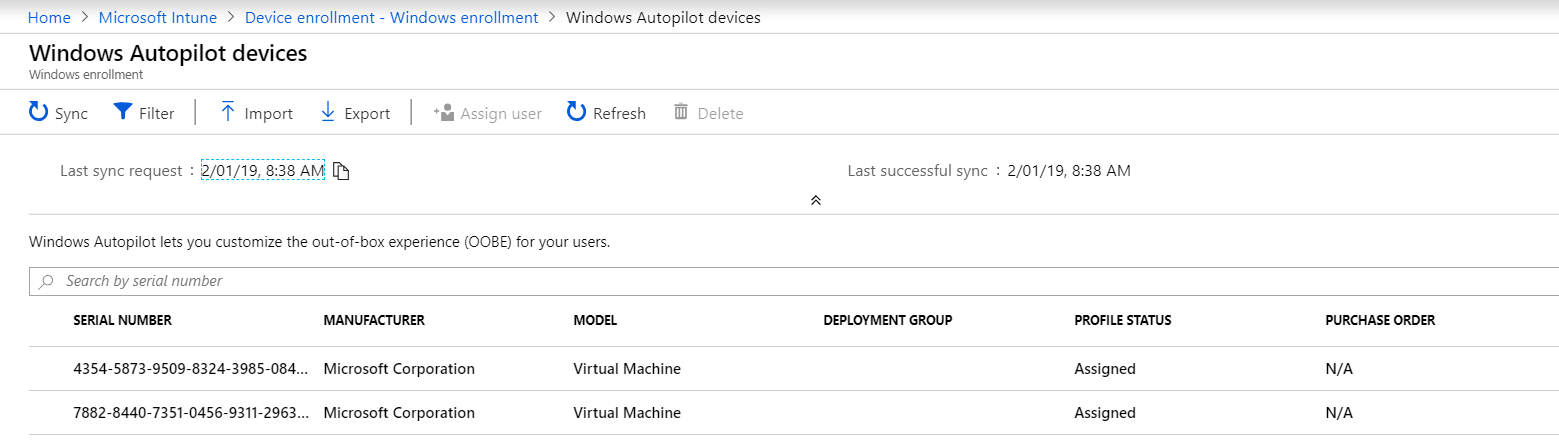 Home > Microsoft Intune > Device enrollment - Windows enrollment > Windows Autopilot devices
Windows Autopilot devices
Windows enrollment
Sync Filter Import Export Assign user Refresh Delete
Last sync request : 2/01/19, 8:38 AM Last successful sync : 2/01/19, 8:38 AM
Windows Autopilot lets you customize the out-of-box experience (OOBE) for your users.
Search by serial number
SERIAL NUMBER MANUFACTURER MODEL DEPLOYMENT GROUP PROFILE STATUS PURCHASE ORDER
4354-5873-9509-8324-3985-084... Microsoft Corporation Virtual Machine Assigned N/A
7882-8440-7351-0456-9311-2963... Microsoft Corporation Virtual Machine Assigned N/A